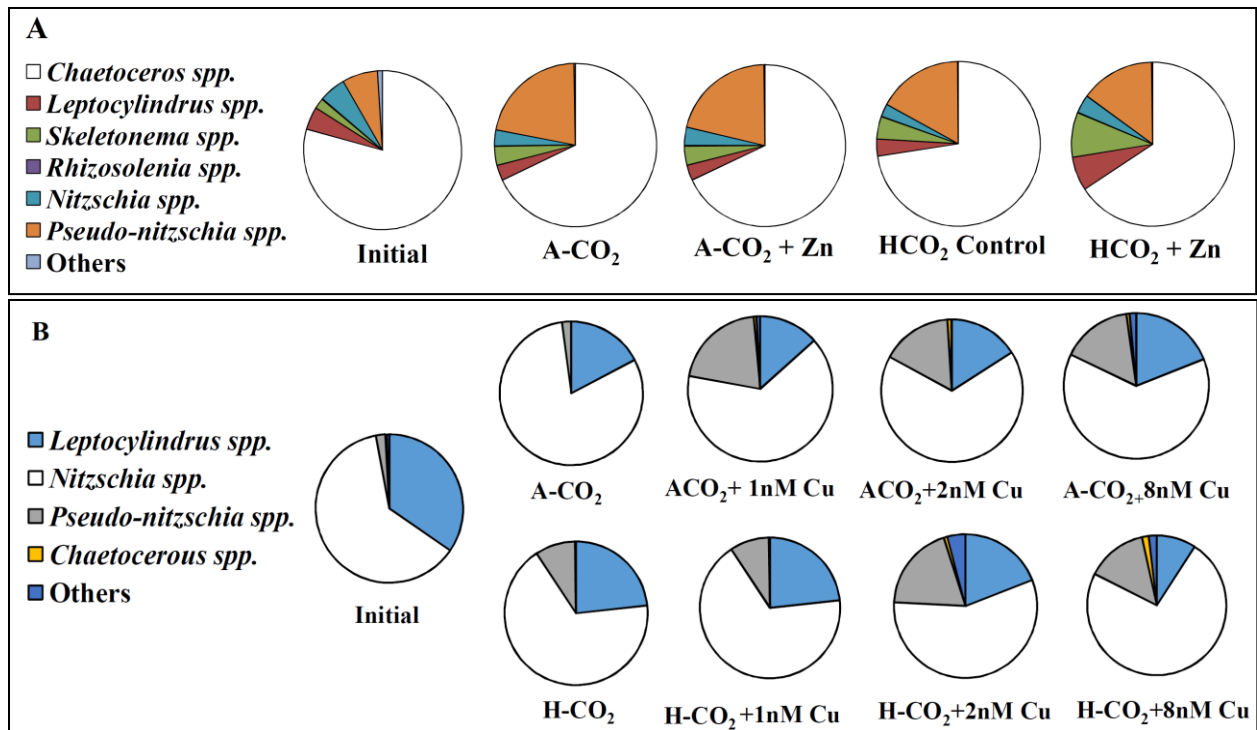 A
Chaetoceros spp.
Leptocylindrus spp.
Skeletonema spp.
Rhizosolenia spp.
Nitzschia spp.
Pseudo-nitzschia spp.
Others
Initial
A-CO₂
A-CO₂ + Zn
HCO₂ Control
HCO₂ + Zn
B
Leptocylindrus spp.
Nitzschia spp.
Pseudo-nitzschia spp.
Chaetocerous spp.
Others
Initial
A-CO₂
ACO₂+ 1nM Cu
ACO₂+2nM Cu
A-CO₂₊8nM Cu
H-CO₂
H-CO₂+1nM Cu
H-CO₂+2nM Cu
H-CO₂+8nM Cu